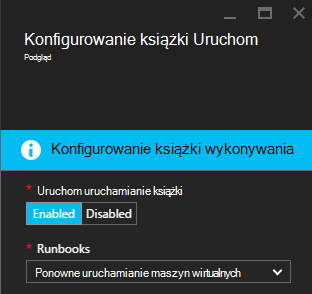 Konfigurowanie książki Uruchom
Podgląd
Konfigurowanie książki wykonywania
* Uruchom uruchamianie książki
Enabled Disabled
* Runbooks
Ponowne uruchamianie maszyn wirtualnych